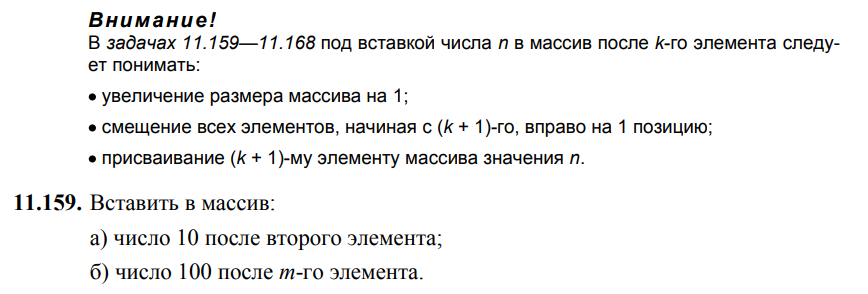 Внимание!
В задачах 11.159—11.168 под вставкой числа n в массив после k-го элемента следу-
ет понимать:
• увеличение размера массива на 1;
• смещение всех элементов, начиная с (k + 1)-го, вправо на 1 позицию;
• присваивание (k + 1)-му элементу массива значения n.
11.159. Вставить в массив:
а) число 10 после второго элемента;
б) число 100 после m-го элемента.